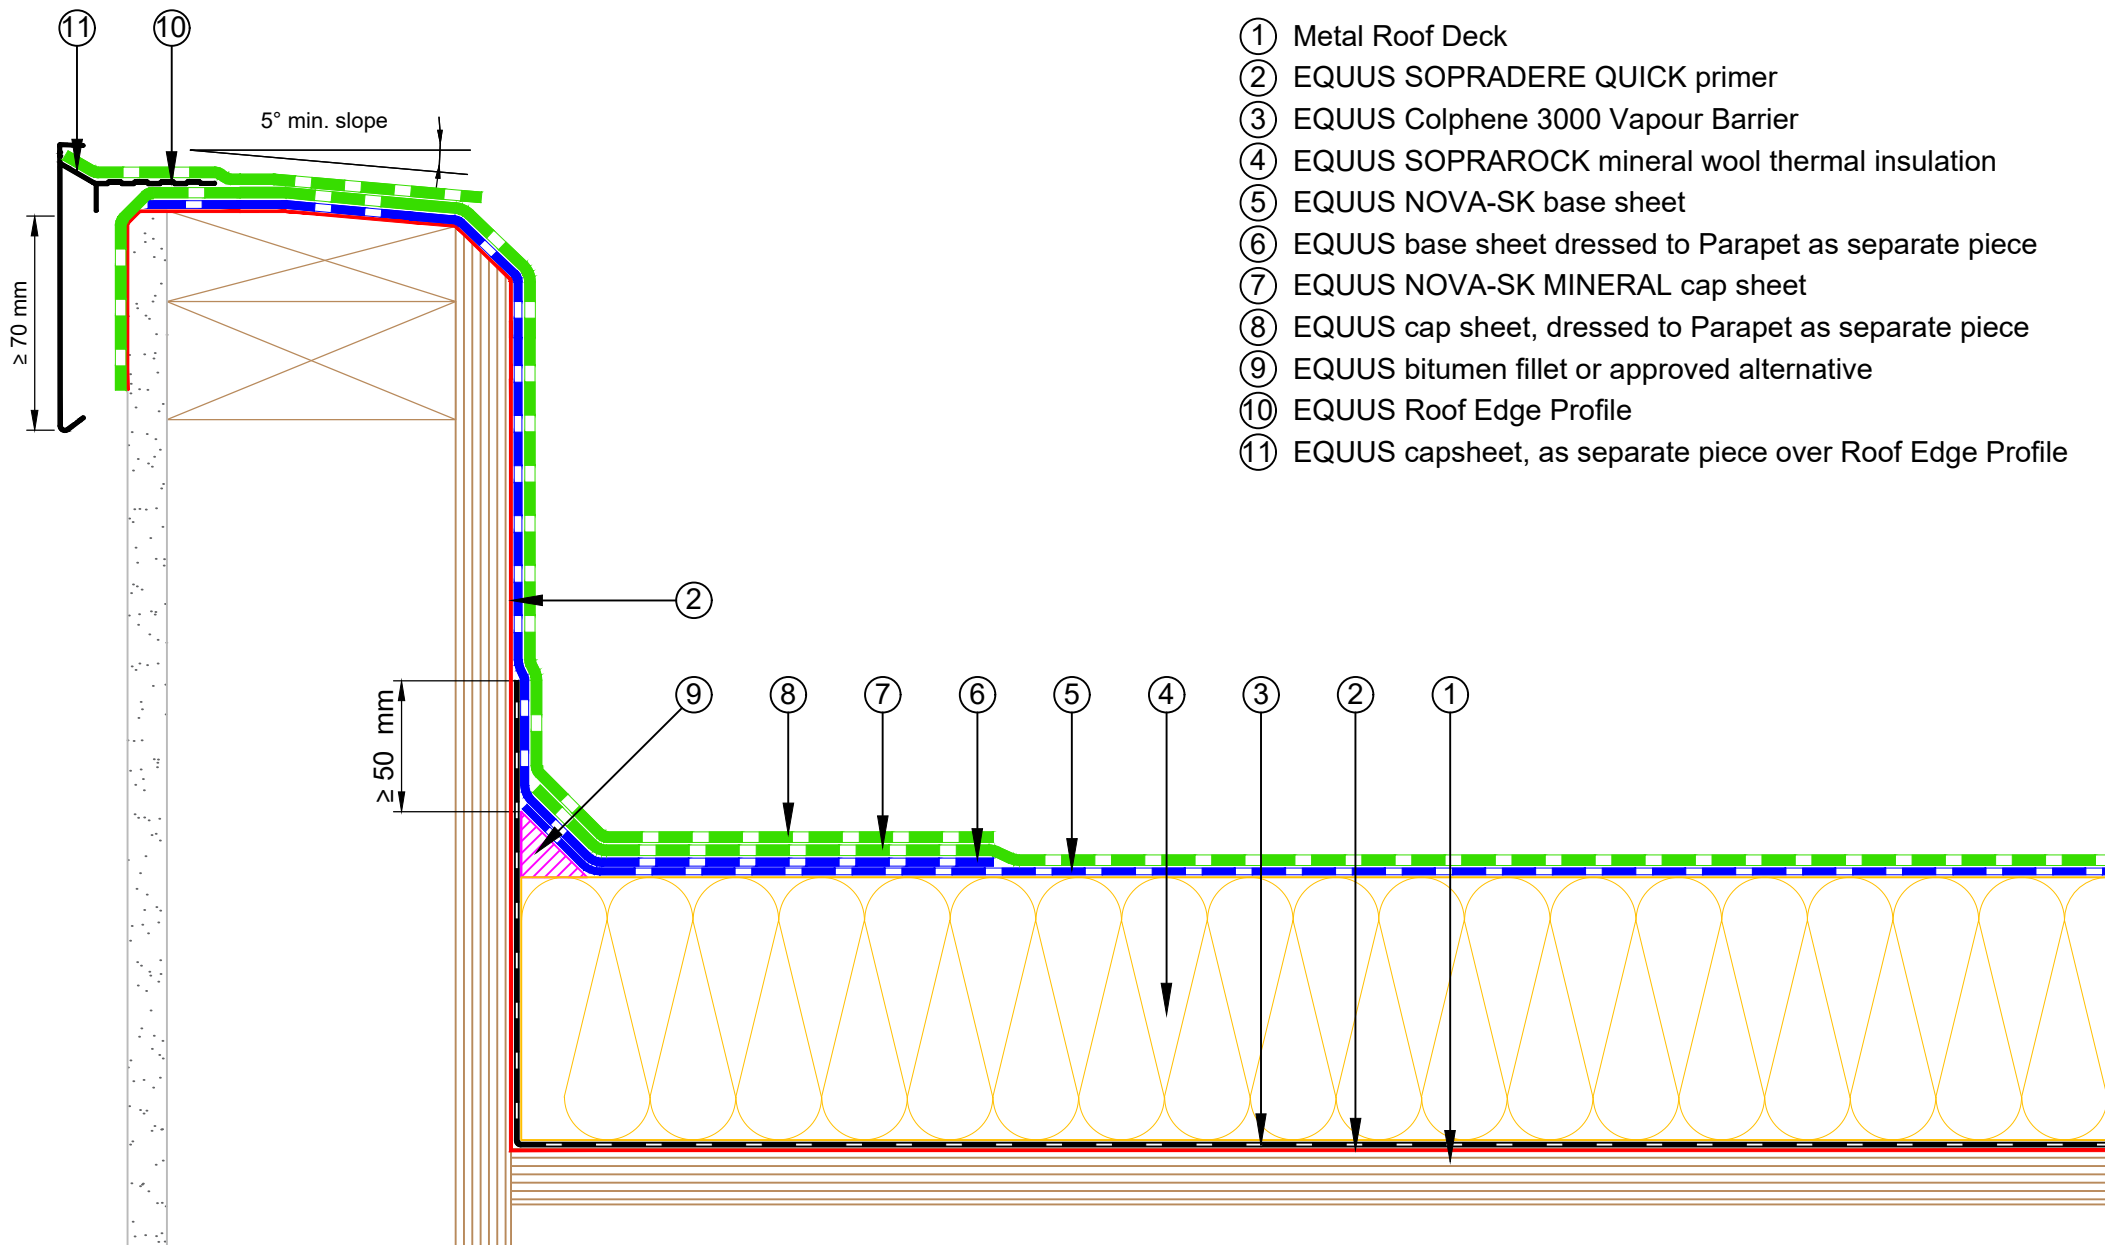 11 10
5° min. slope
≥ 70 mm
1 Metal Roof Deck
2 EQUUS SOPRADERE QUICK primer
3 EQUUS Colphene 3000 Vapour Barrier
4 EQUUS SOPRAROCK mineral wool thermal insulation
5 EQUUS NOVA-SK base sheet
6 EQUUS base sheet dressed to Parapet as separate piece
7 EQUUS NOVA-SK MINERAL cap sheet
8 EQUUS cap sheet, dressed to Parapet as separate piece
9 EQUUS bitumen fillet or approved alternative
10 EQUUS Roof Edge Profile
11 EQUUS capsheet, as separate piece over Roof Edge Profile
2
≥ 50 mm
9 8 7 6 5 4 3 2 1